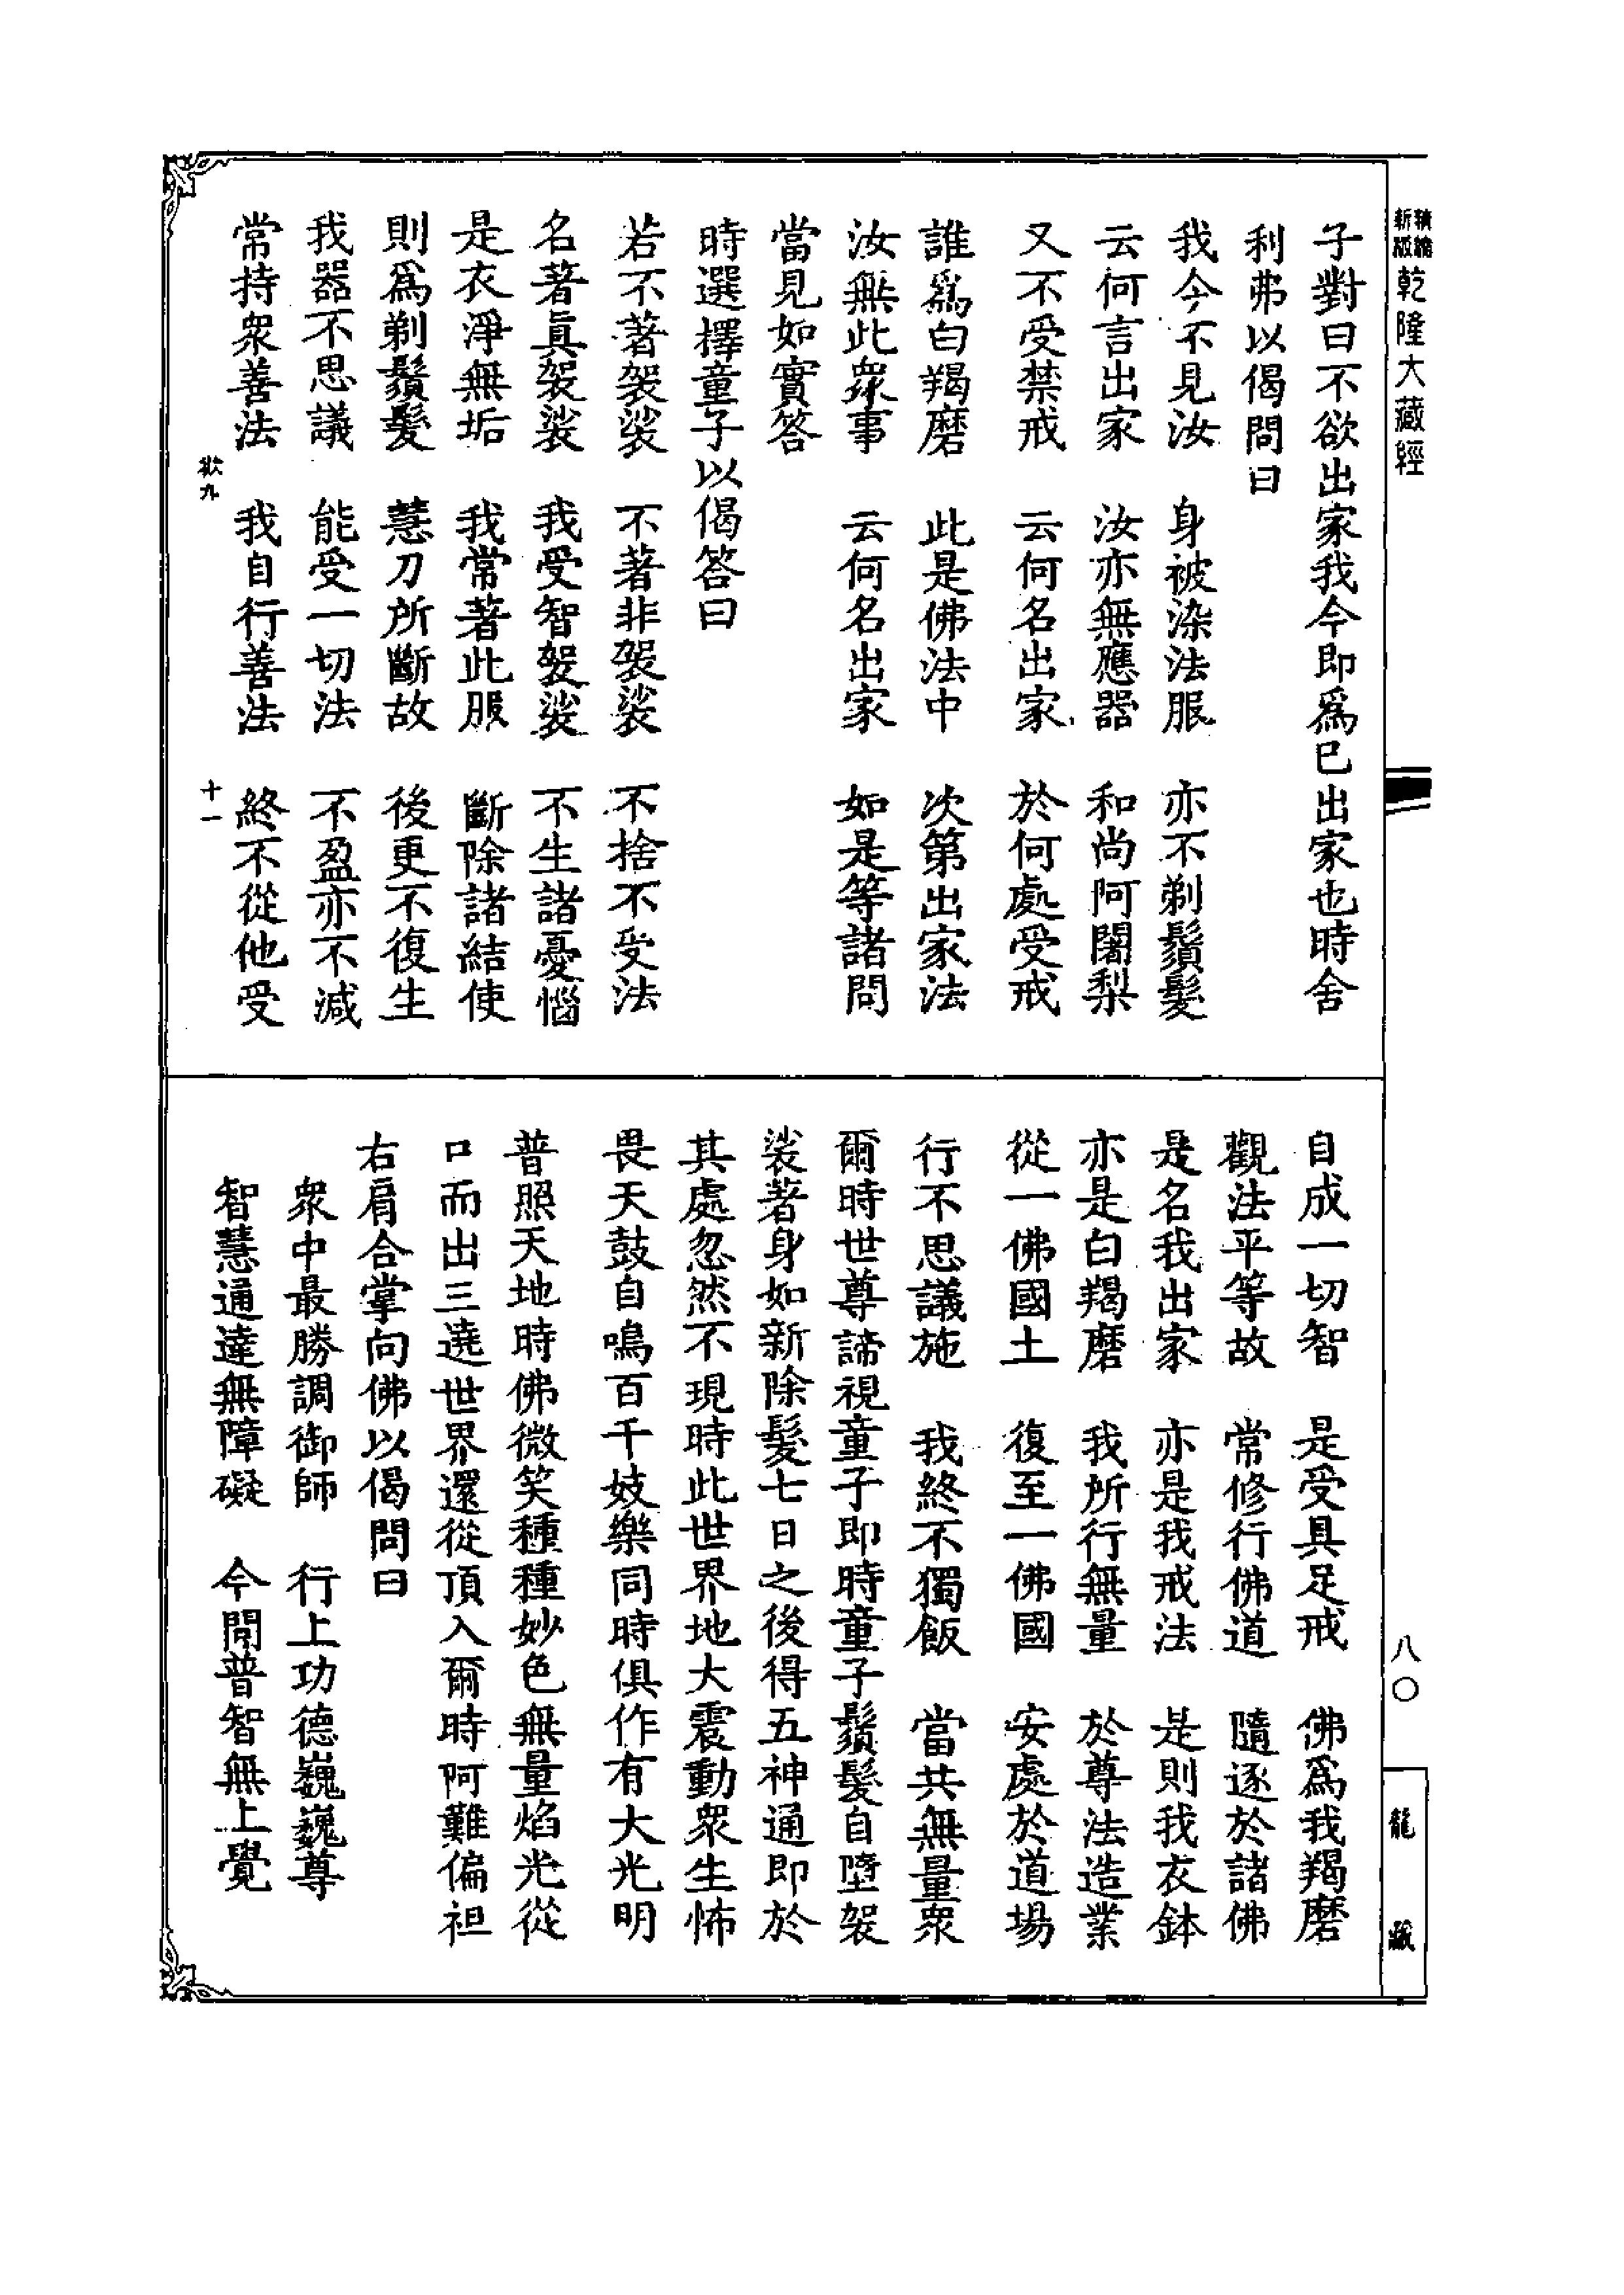 精縮
新版
乾隆大藏經
子對曰不欲出家我今即爲已出家也時舍
利弗以偈問曰
我今不見汝　身被染法服　亦不剃鬚髮
云何言出家　汝亦無應器　和尚阿闍梨
又不受禁戒　云何名出家　於何處受戒
誰爲白羯磨　此是佛法中　次第出家法
汝無此衆事　云何名出家　如是等諸問
當見如實答
時選擇童子以偈答曰
若不著袈裟　不著非袈裟　不捨不受法
名著眞袈裟　我受智袈裟　不生諸憂惱
是衣淨無垢　我常著此服　斷除諸結使
則爲剃鬚髮　慧刀所斷故　後更不復生
我器不思議　能受一切法　不盈亦不減
常持衆善法　我自行善法　終不從他受
十一
自成一切智　是受具足戒　佛爲我羯磨
觀法平等故　常修行佛道　隨逐於諸佛
是名我出家　亦是我戒法　是則我衣鉢
亦是白羯磨　我所行無量　於尊法造業
從一佛國土　復至一佛國　安處於道場
行不思議施　我終不獨飯　當共無量衆
爾時世尊諦視童子即時童子鬚髮自墮袈
裟著身如新除髮七日之後得五神通即於
其處忽然不現時此世界地大震動衆生怖
畏天鼓自鳴百千妓樂同時俱作有大光明
普照天地時佛微笑種種妙色無量焰光從
口而出三遶世界還從頂入爾時阿難偏袒
右肩合掌向佛以偈問曰
衆中最勝調御師　行上功德巍巍尊
智慧通達無障礙　今問普智無上覺
八〇
龍藏